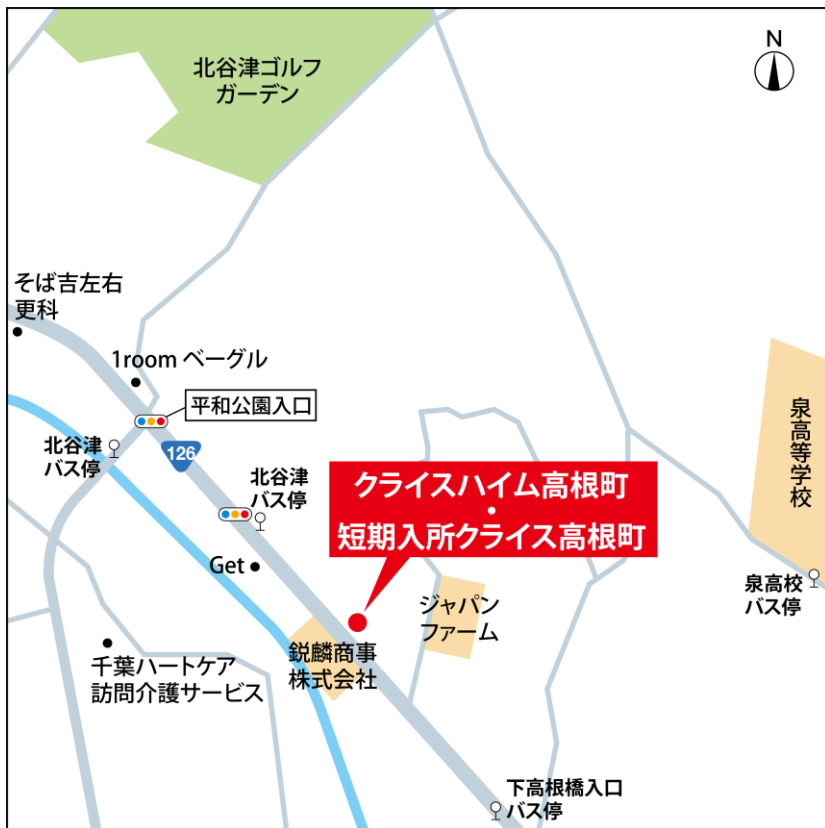 北谷津ゴルフ
ガーデン
N
そば吉左右
更科
1room ベーグル
平和公園入口
北谷津
バス停
126
北谷津
バス停
クライスハイム高根町
・
短期入所クライス高根町
泉高等学校
Get
泉高校
バス停
ジャパン
ファーム
千葉ハートケア
訪問介護サービス
鋭麟商事
株式会社
下高根橋入口
バス停